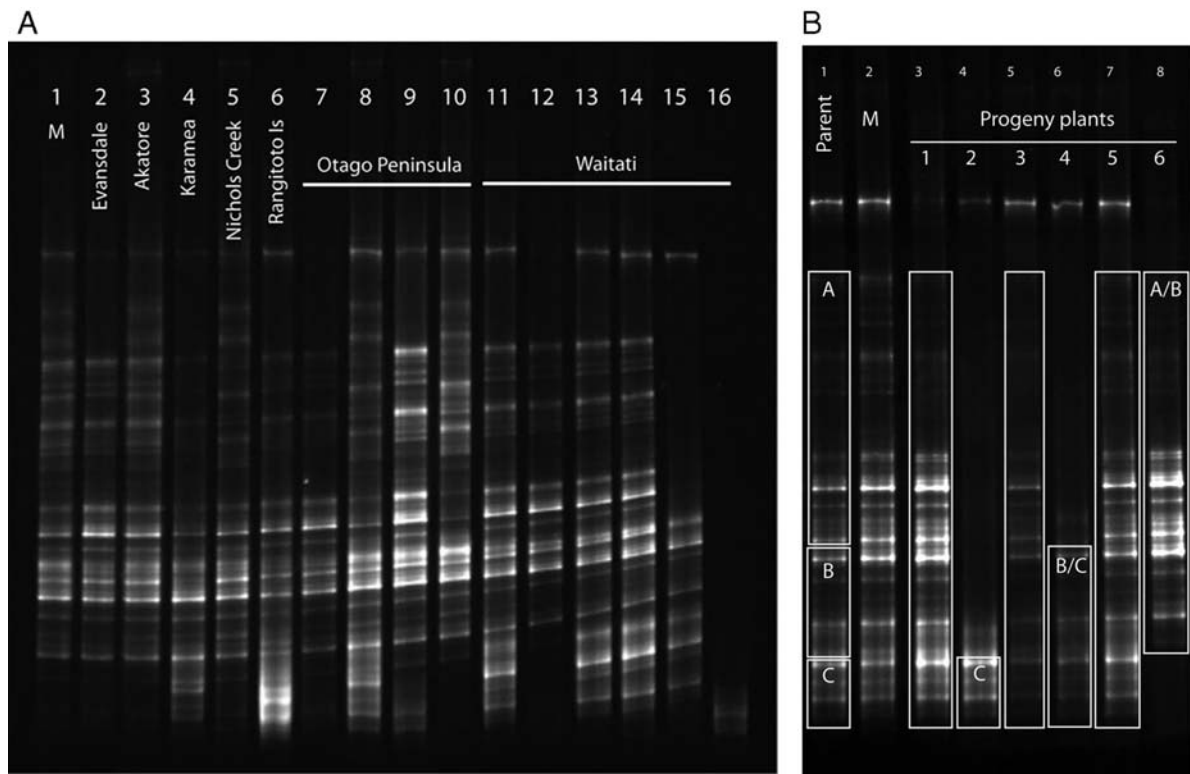 A
1 2 3 4 5 6 7 8 9 10 11 12 13 14 15 16
M
Evansdale
Akatore
Karamea
Nichols Creek
Rangitoto Is
Otago Peninsula
Waitati
B
1 2 3 4 5 6 7 8
Parent
M
Progeny plants
1 2 3 4 5 6
A
A/B
B
B/C
C
C